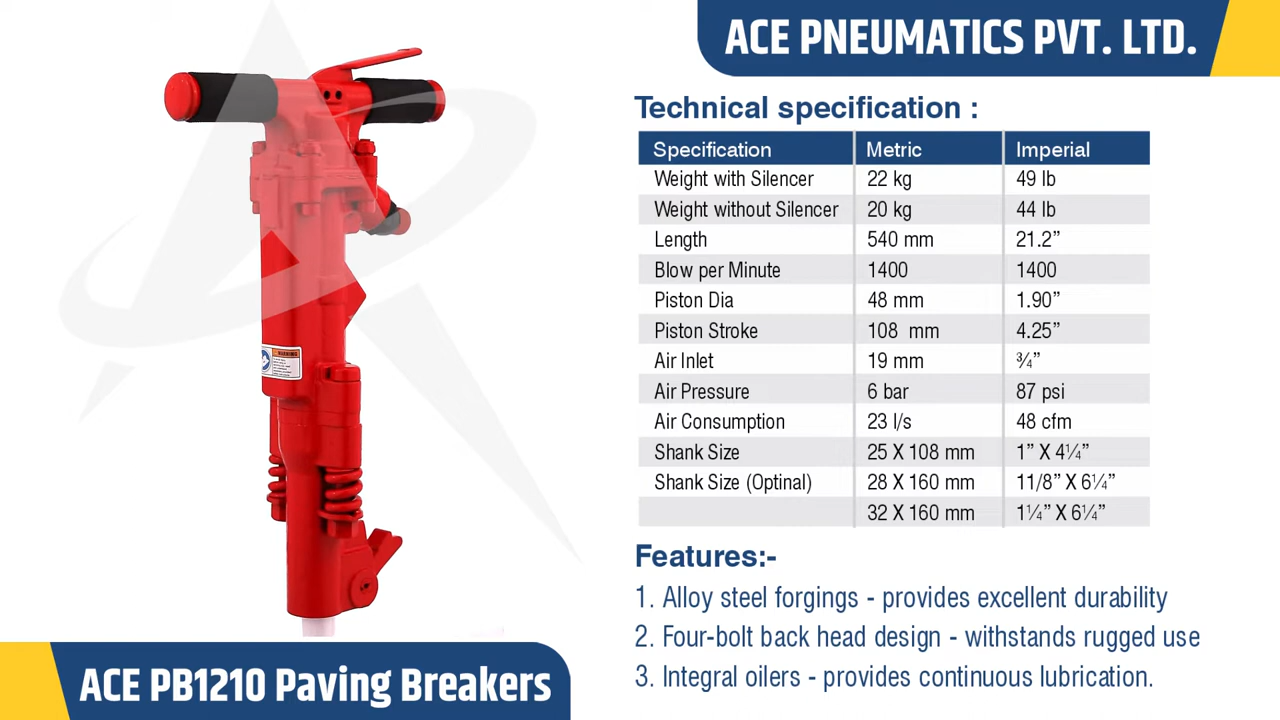 ACE PNEUMATICS PVT. LTD.
Technical specification :
Specification Metric Imperial
Weight with Silencer 22 kg 49 lb
Weight without Silencer 20 kg 44 lb
Length 540 mm 21.2”
Blow per Minute 1400 1400
Piston Dia 48 mm 1.90”
Piston Stroke 108 mm 4.25”
Air Inlet 19 mm ¾”
Air Pressure 6 bar 87 psi
Air Consumption 23 l/s 48 cfm
Shank Size 25 X 108 mm 1” X 4¼”
Shank Size (Optinal) 28 X 160 mm 11/8” X 6¼”
32 X 160 mm 1¼” X 6¼”
Features:-
1. Alloy steel forgings - provides excellent durability
2. Four-bolt back head design - withstands rugged use
3. Integral oilers - provides continuous lubrication.
WARNING
ACE PB1210 Paving Breakers